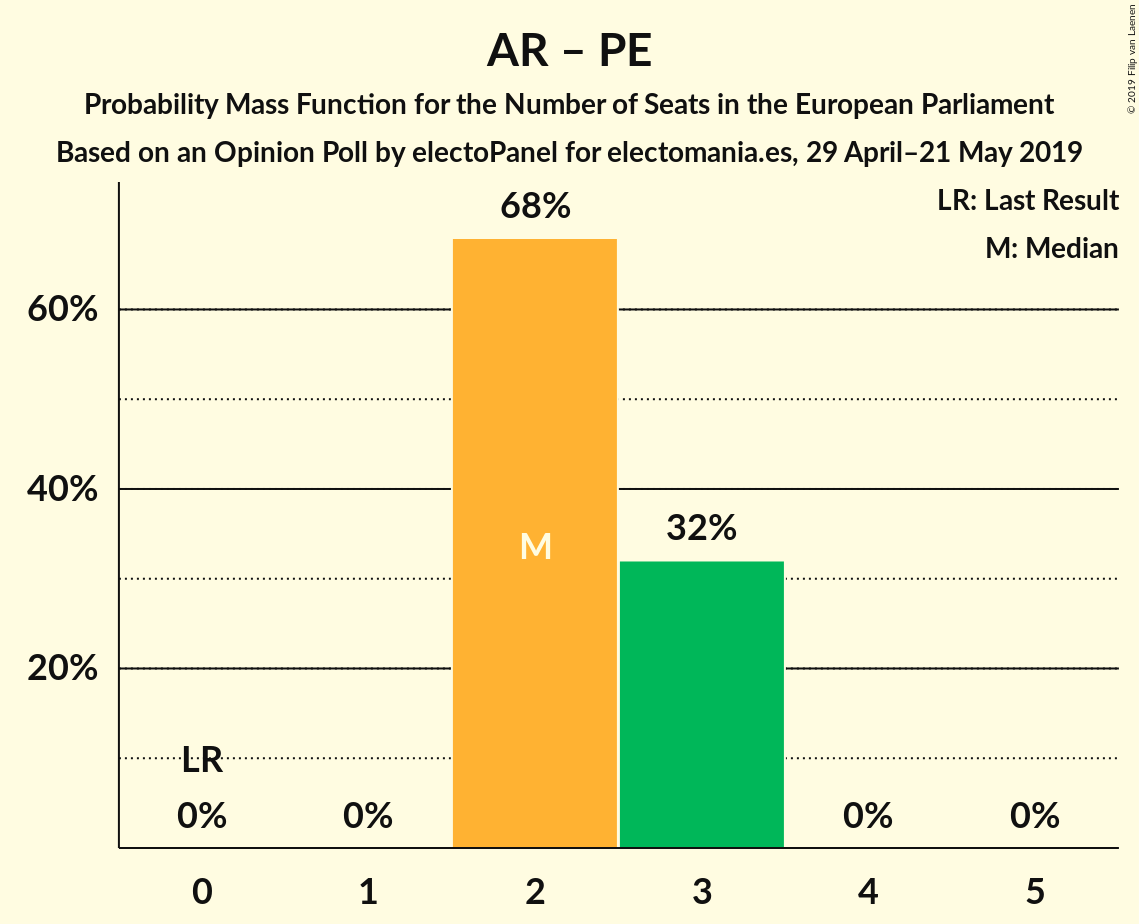 AR – PE
Probability Mass Function for the Number of Seats in the European Parliament
Based on an Opinion Poll by electoPanel for electomania.es, 29 April–21 May 2019
© 2019 Filip van Laenen
LR: Last Result
M: Median
68%
60%
40%
32%
M
20%
LR
0%
0%
0%
0%
0
1
2
3
4
5